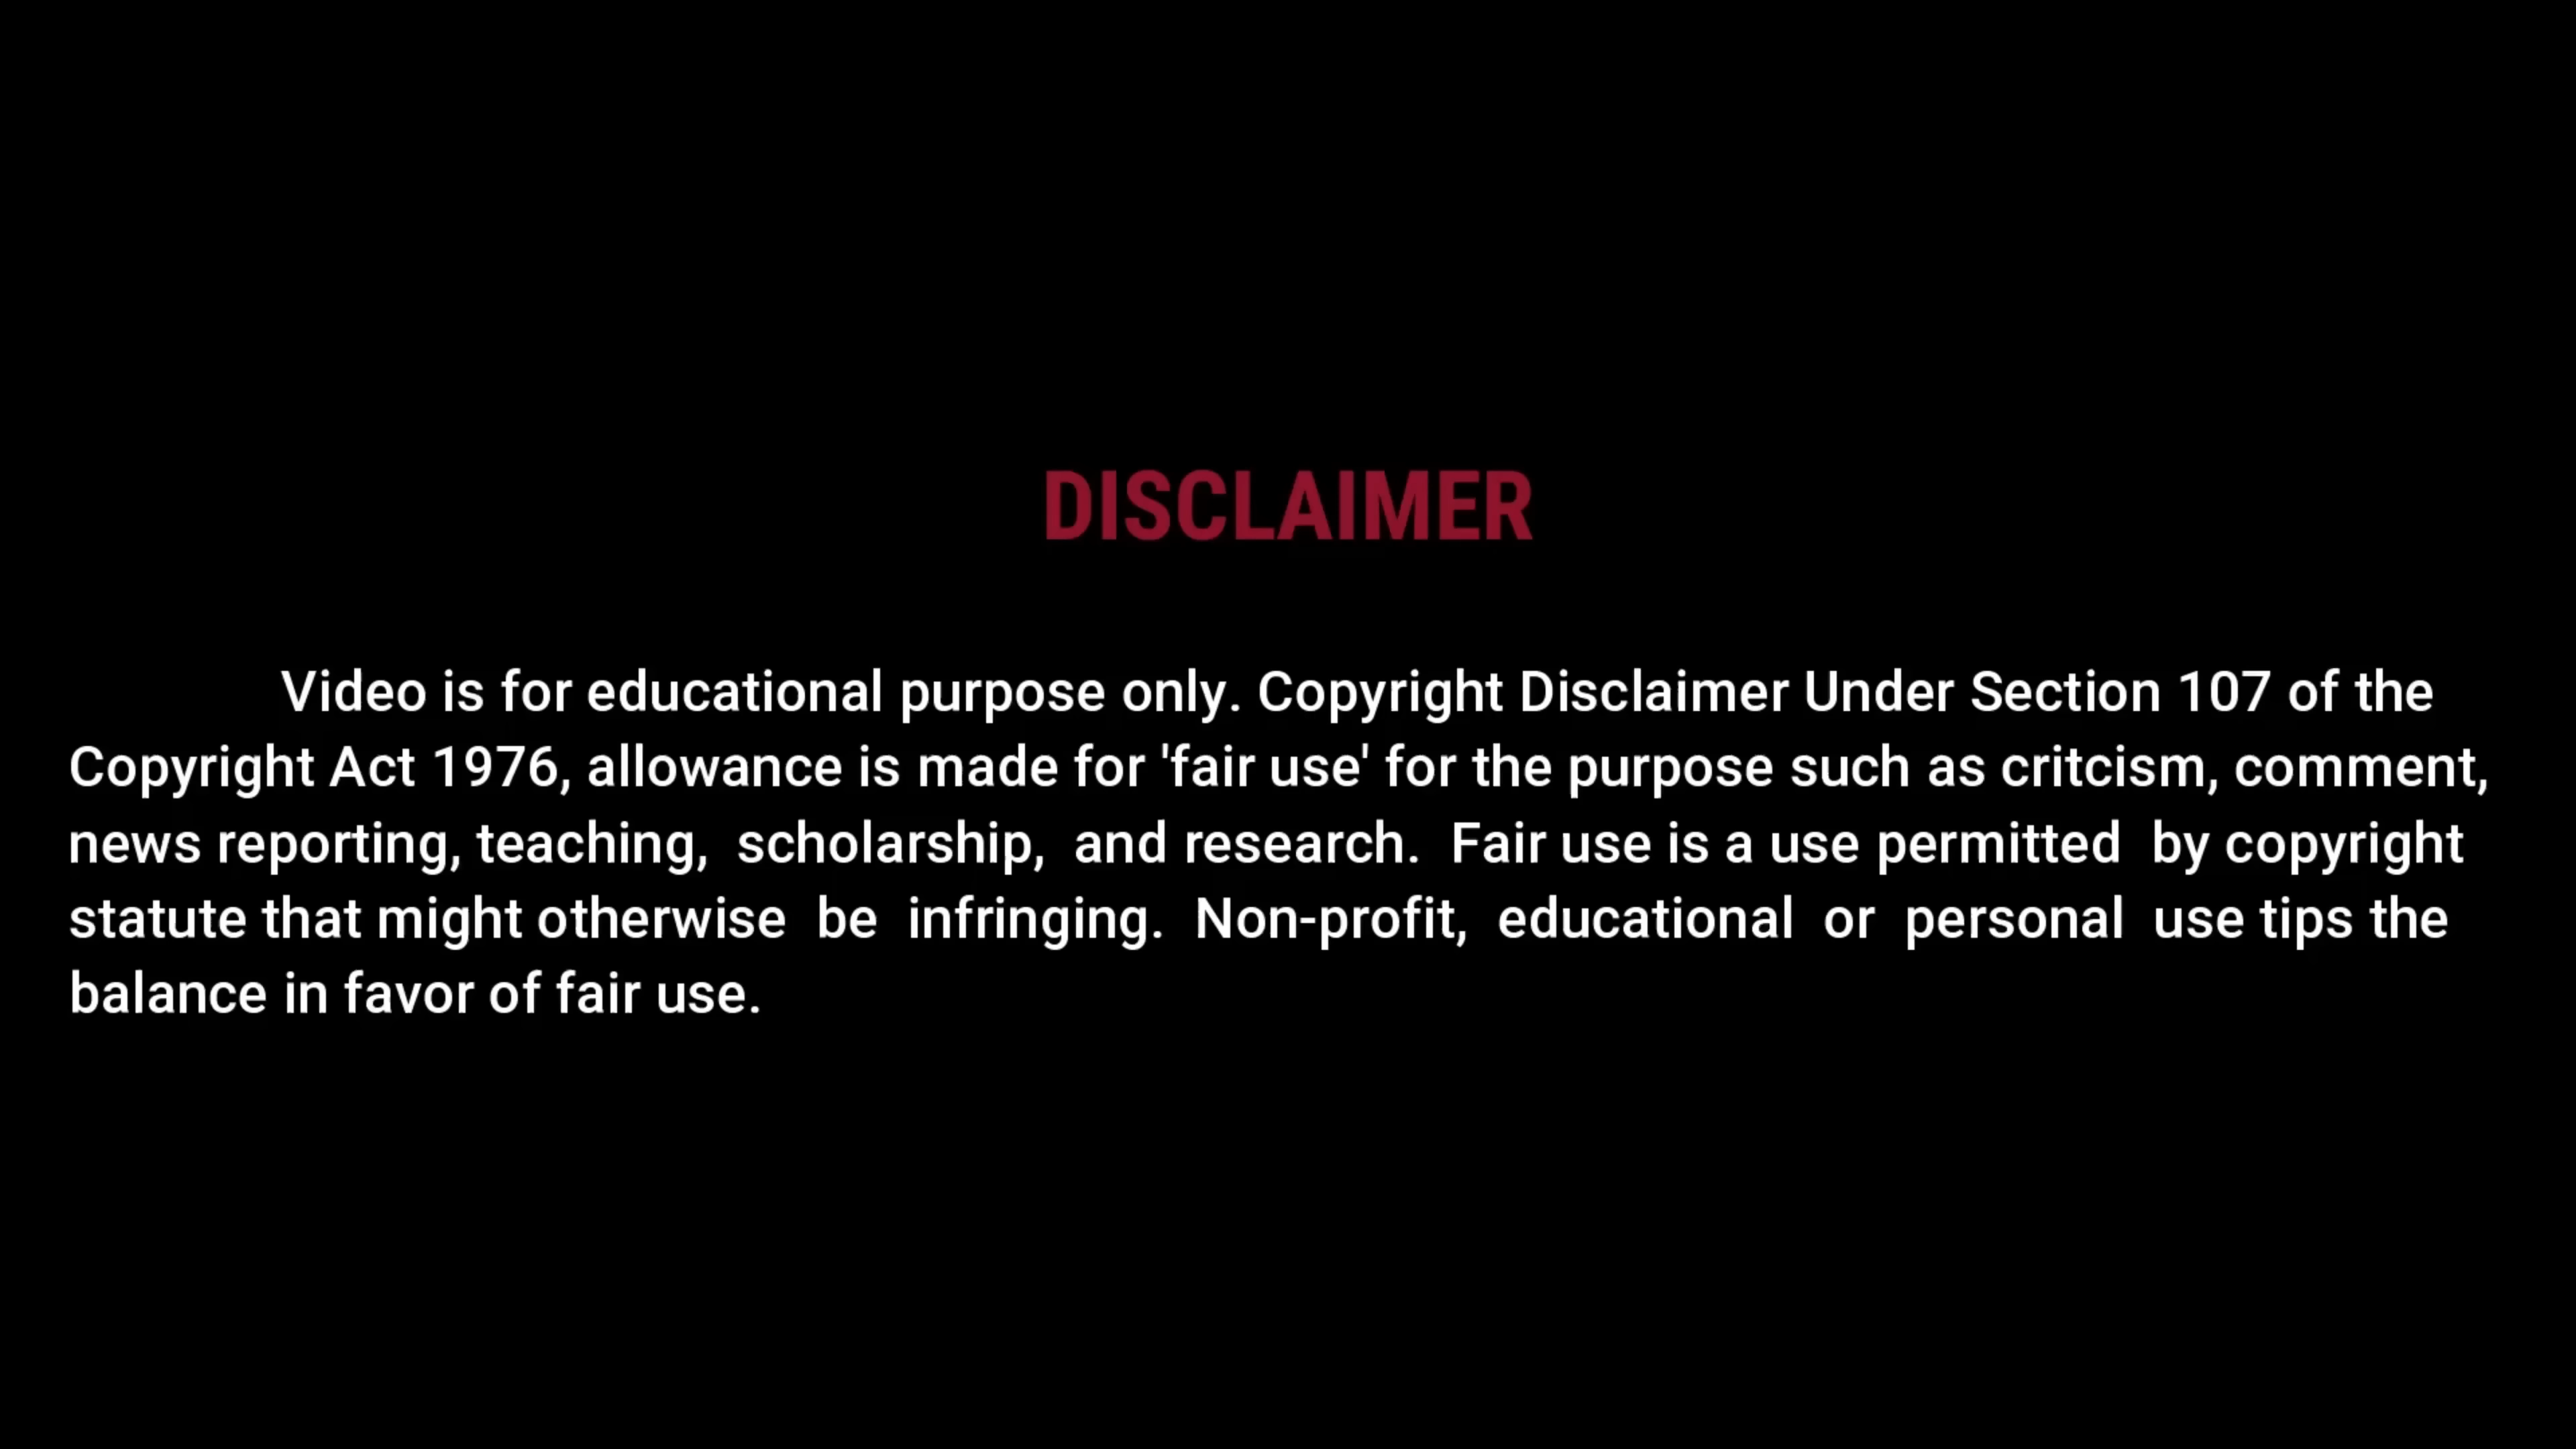 DISCLAIMER
Video is for educational purpose only. Copyright Disclaimer Under Section 107 of the
Copyright Act 1976, allowance is made for 'fair use' for the purpose such as critcism, comment,
news reporting, teaching, scholarship, and research. Fair use is a use permitted by copyright
statute that might otherwise be infringing. Non-profit, educational or personal use tips the
balance in favor of fair use.